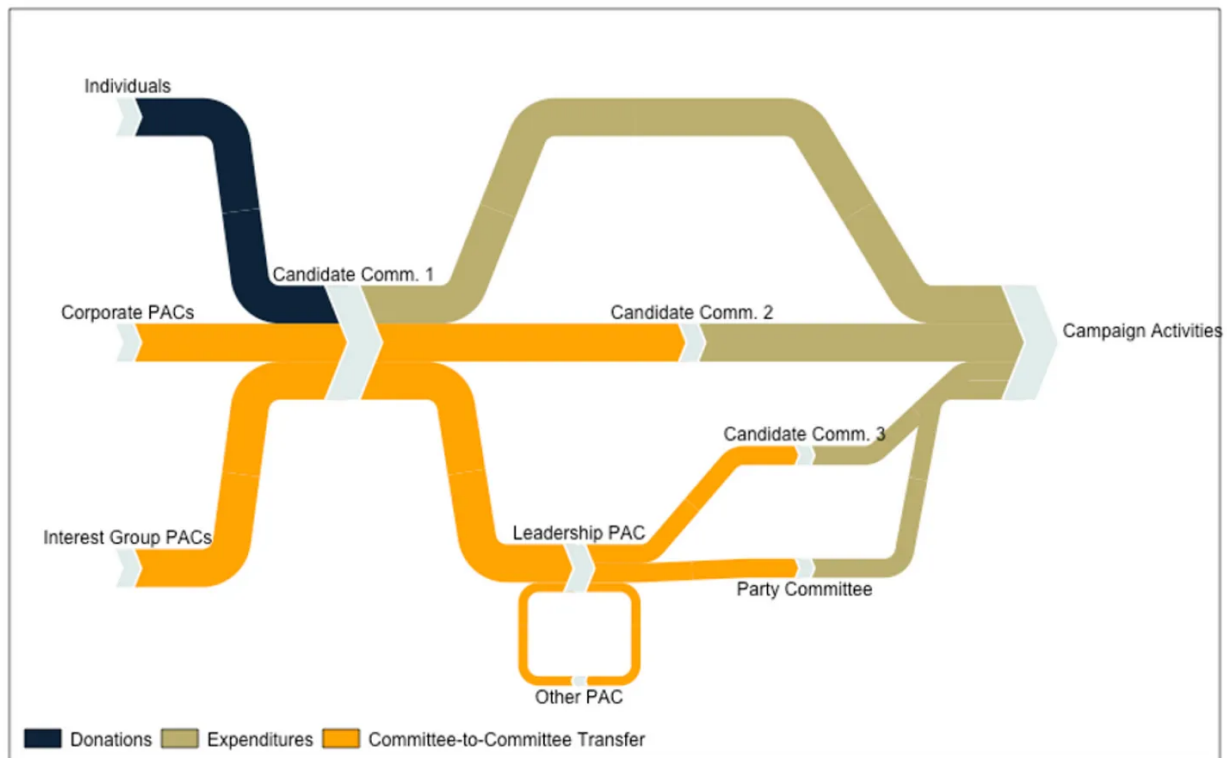 Individuals
Candidate Comm. 1
Corporate PACs
Candidate Comm. 2
Campaign Activities
Candidate Comm. 3
Interest Group PACs
Leadership PAC
Party Committee
Other PAC
Donations
Expenditures
Committee-to-Committee Transfer